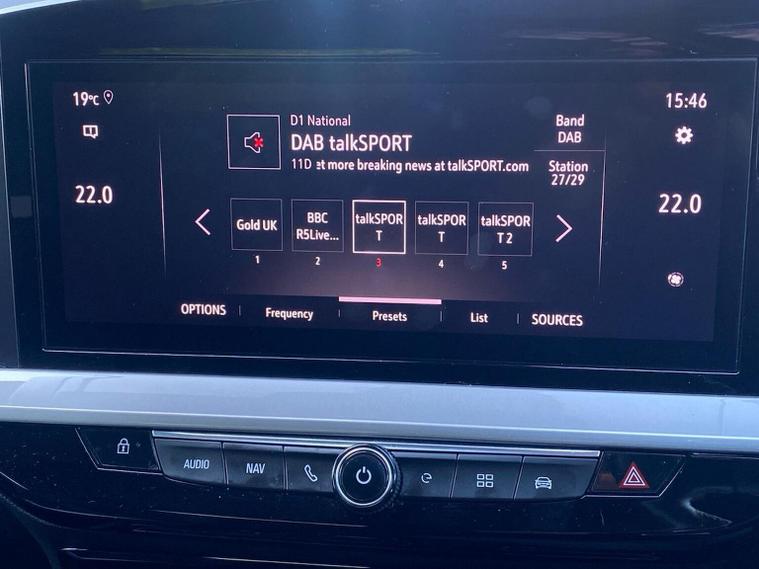 19°C
15:46
D1 National
DAB talkSPORT
11D et more breaking news at talkSPORT.com
Band
DAB
Station
27/29
22.0
22.0
Gold UK
BBC
R5Live...
talkSPOR
T
talkSPOR
T
talkSPOR
T 2
1
2
3
4
5
OPTIONS
Frequency
Presets
List
SOURCES
AUDIO
NAV